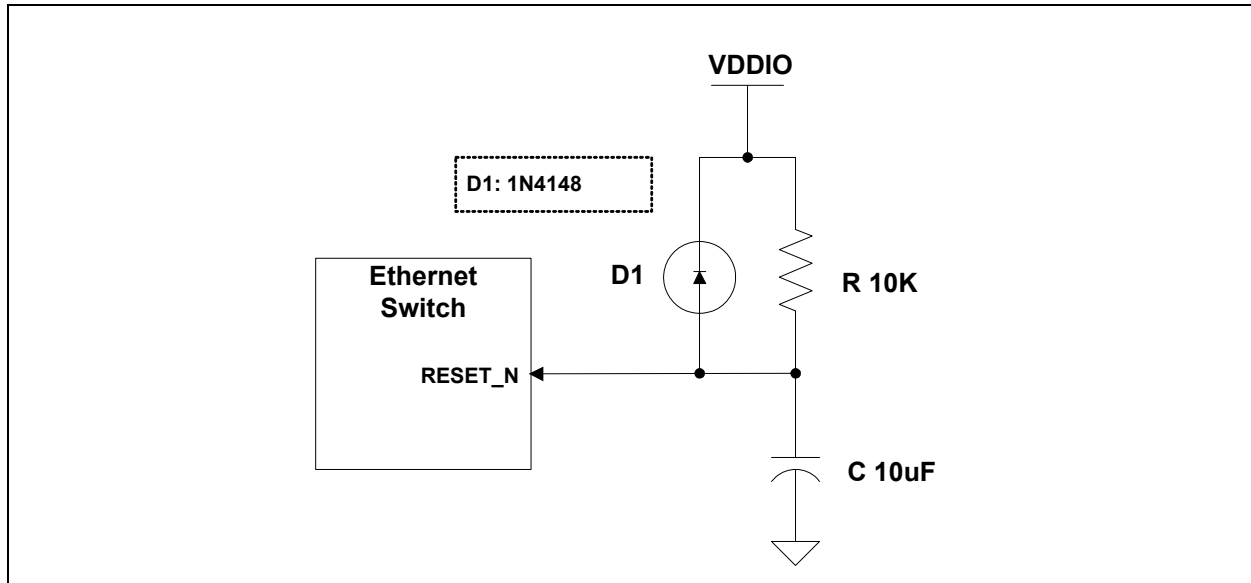 VDDIO
D1: 1N4148
Ethernet
Switch
D1
R 10K
RESET_N
C 10uF